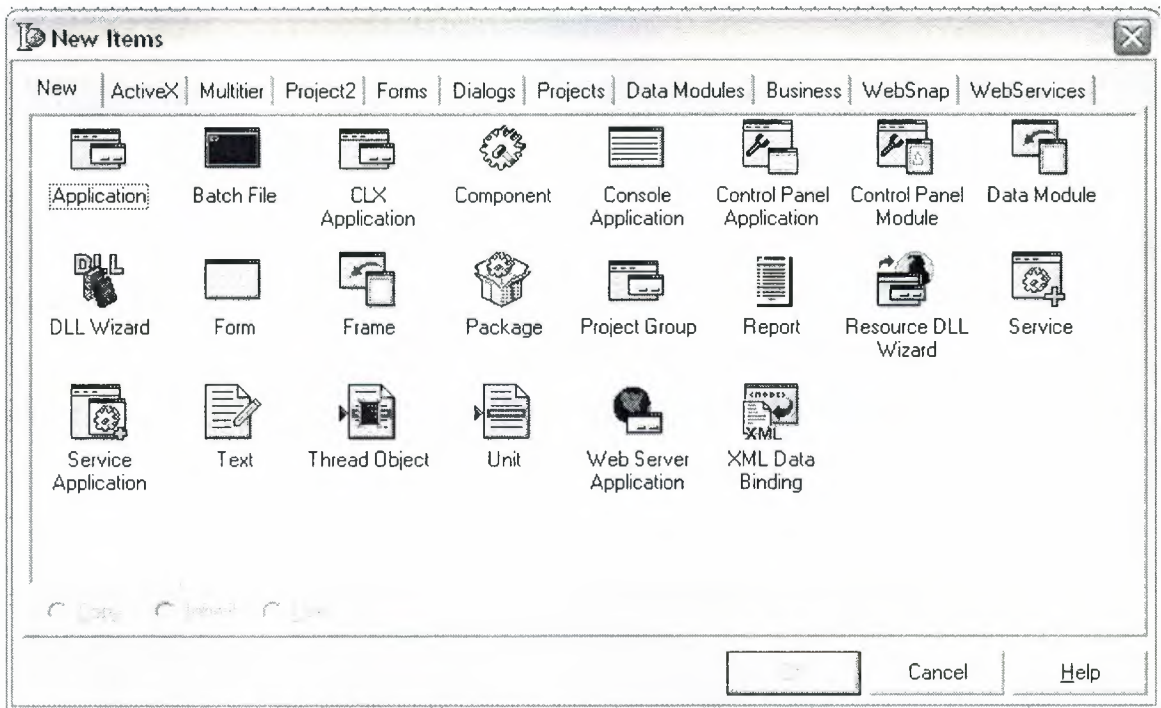 New Items
New ActiveX Multitier Project2 Forms Dialogs Projects Data Modules Business WebSnap WebServices
Application Batch File CLX Application Component Console Application Control Panel Application Control Panel Module Data Module
DLL
DLL Wizard Form Frame Package Project Group Report Resource DLL Wizard Service
<NODE>
XML
Service Application Text Thread Object Unit Web Server Application XML Data Binding
Copy Inherit
Cancel Help